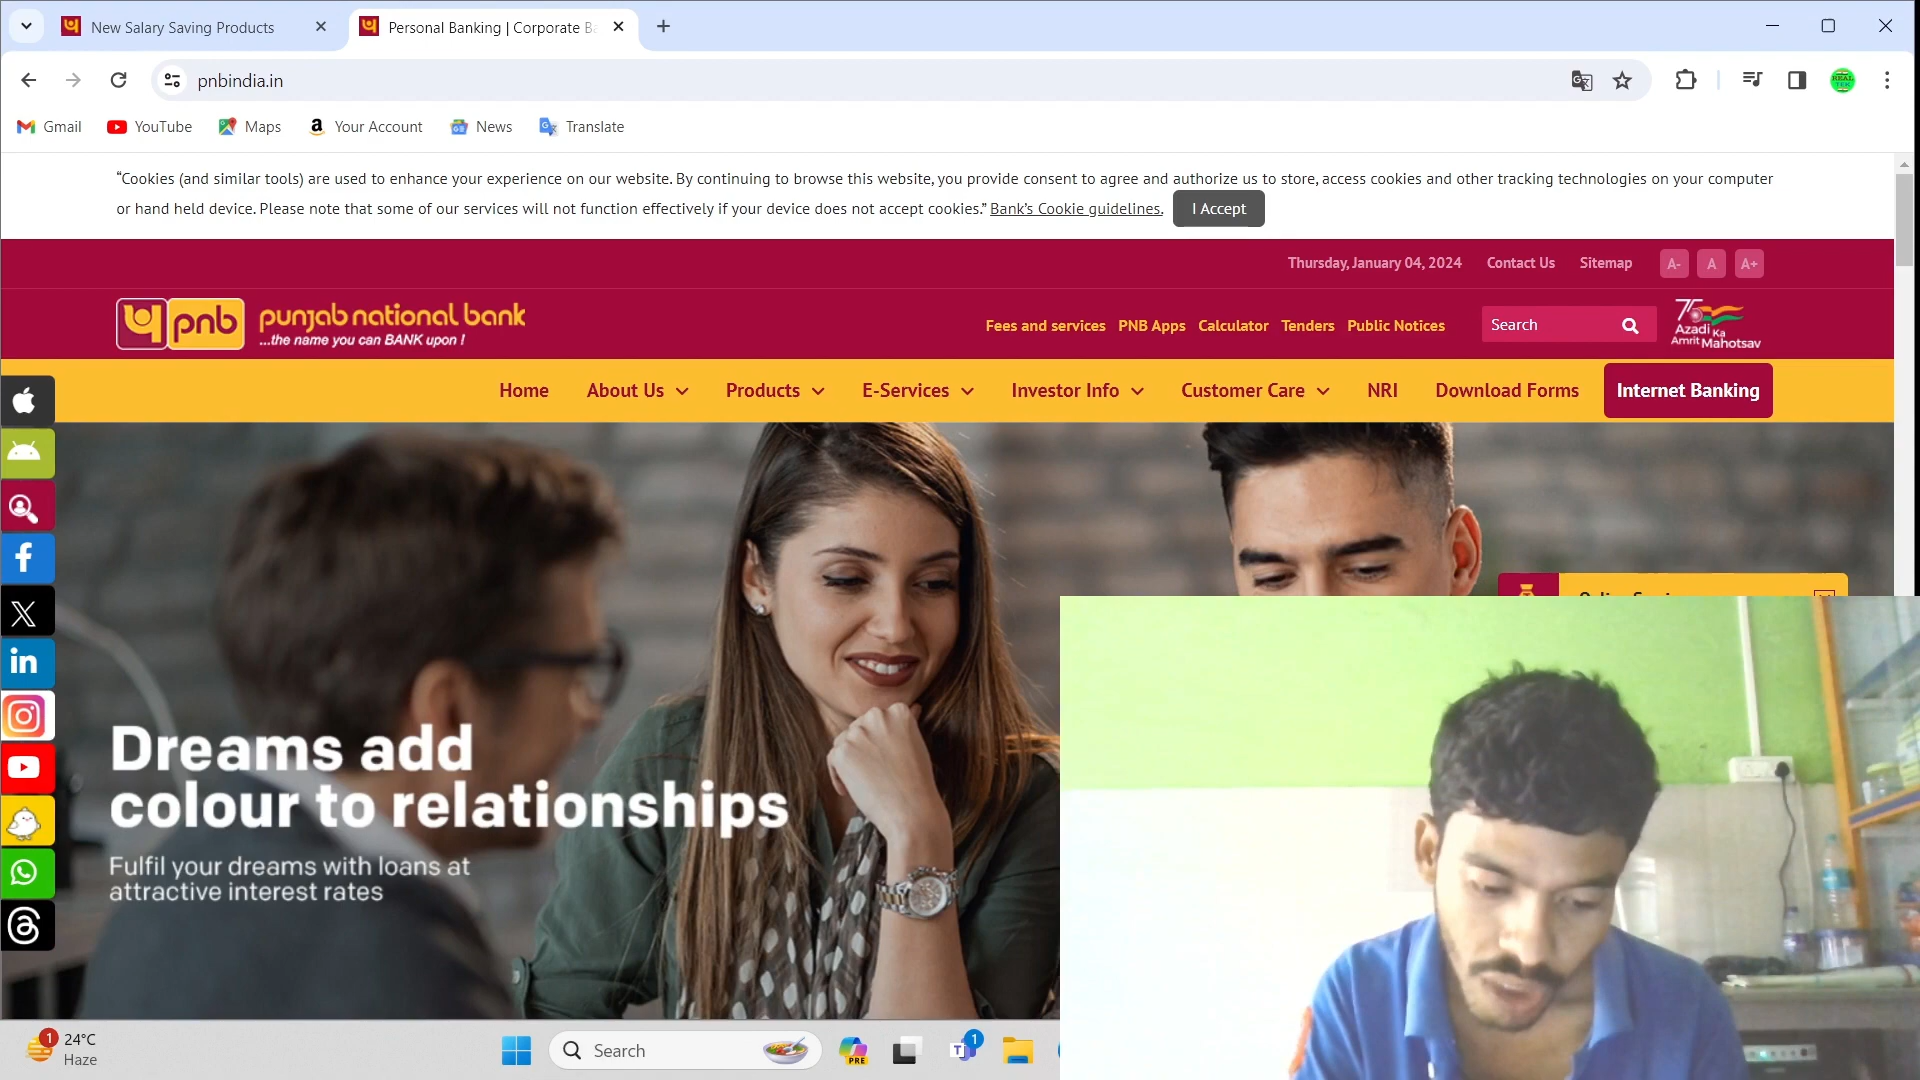 New Salary Saving Products
Personal Banking | Corporate Ba
pnbindia.in
Gmail
YouTube
Maps
Your Account
News
Translate
“Cookies (and similar tools) are used to enhance your experience on our website. By continuing to browse this website, you provide consent to agree and authorize us to store, access cookies and other tracking technologies on your computer
or hand held device. Please note that some of our services will not function effectively if your device does not accept cookies.” Bank’s Cookie guidelines. I Accept
Thursday, January 04, 2024 Contact Us Sitemap A- A A+
पnb pnb punjab national bank
...the name you can BANK upon !
Fees and services PNB Apps Calculator Tenders Public Notices
Search
75
Azadi Ka
Amrit Mahotsav
Home About Us Products E-Services Investor Info Customer Care NRI Download Forms Internet Banking
Dreams add
colour to relationships
Fulfil your dreams with loans at
attractive interest rates
1
24°C
Haze
Search
PRE
1